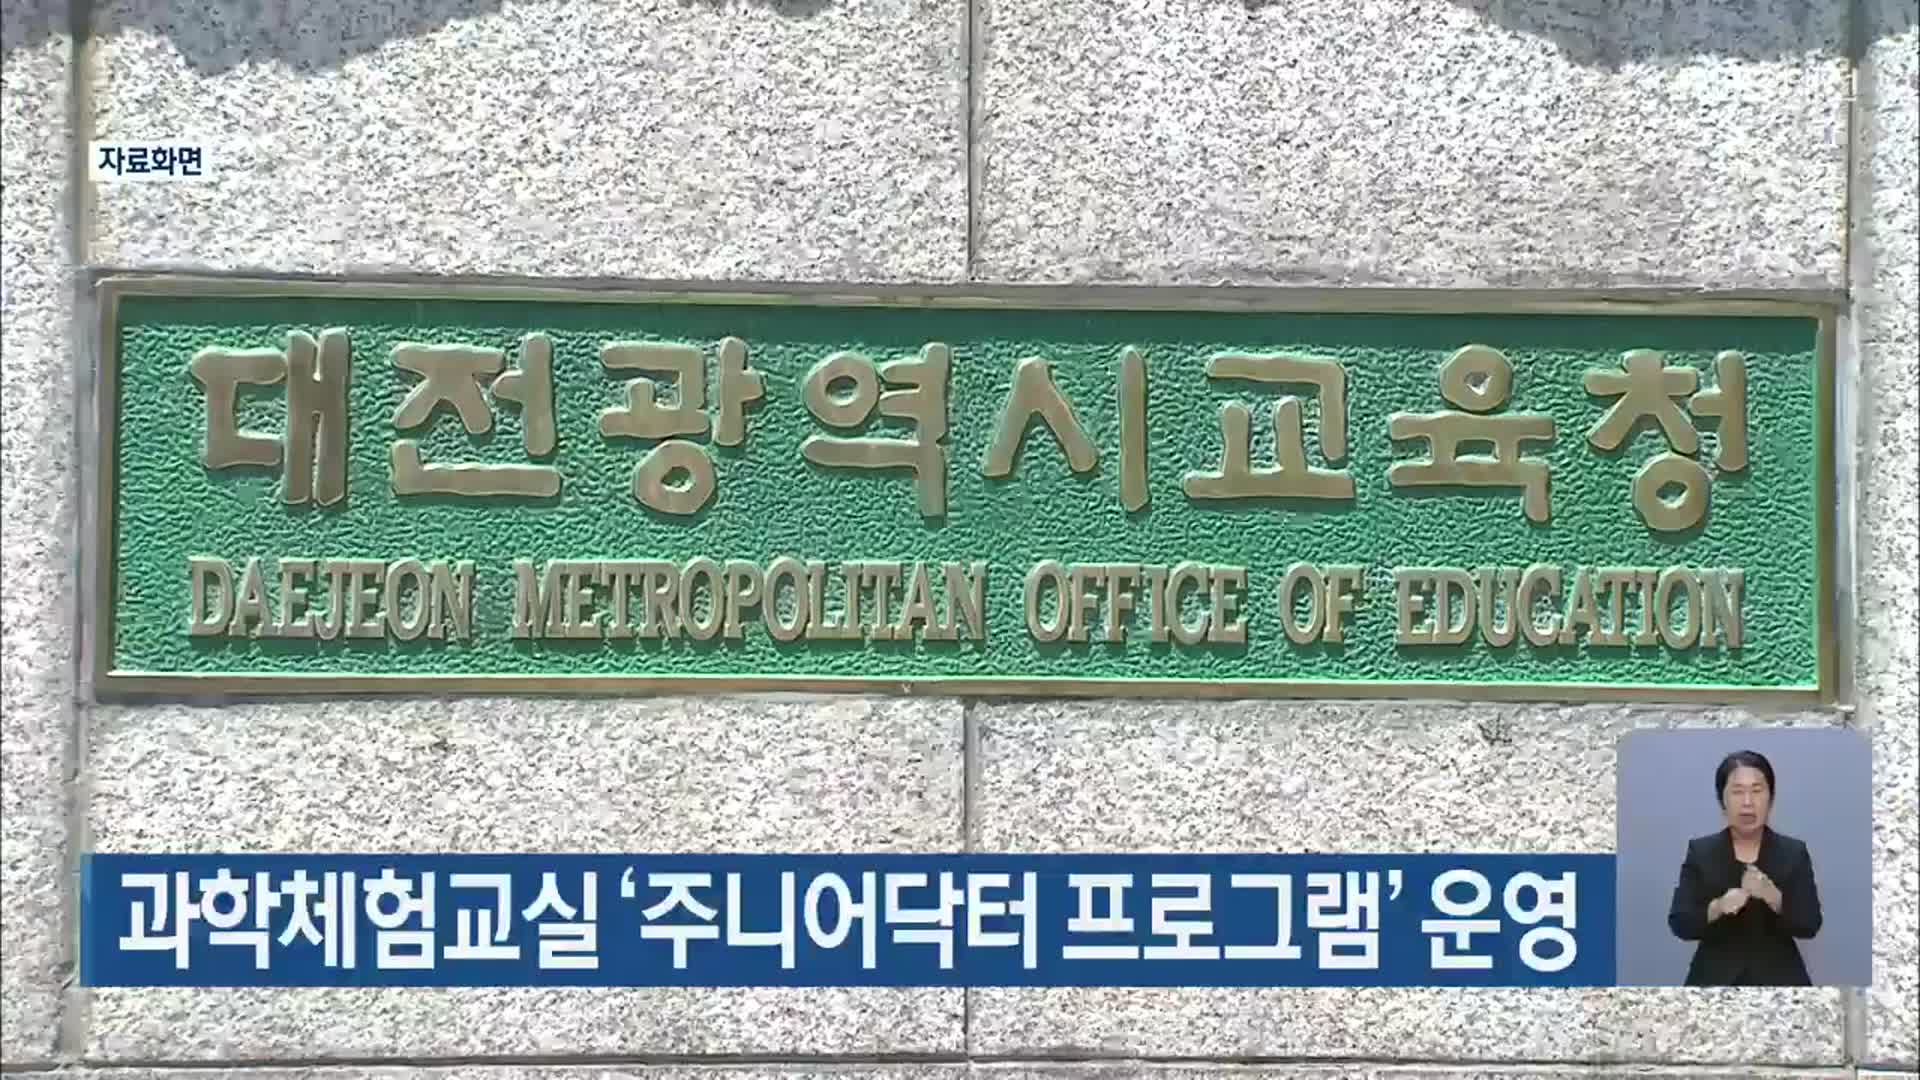 자료화면
대전광역시교육청
DAEJEON METROPOLITAN OFFICE OF EDUCATION
과학체험교실 ‘주니어닥터 프로그램’ 운영